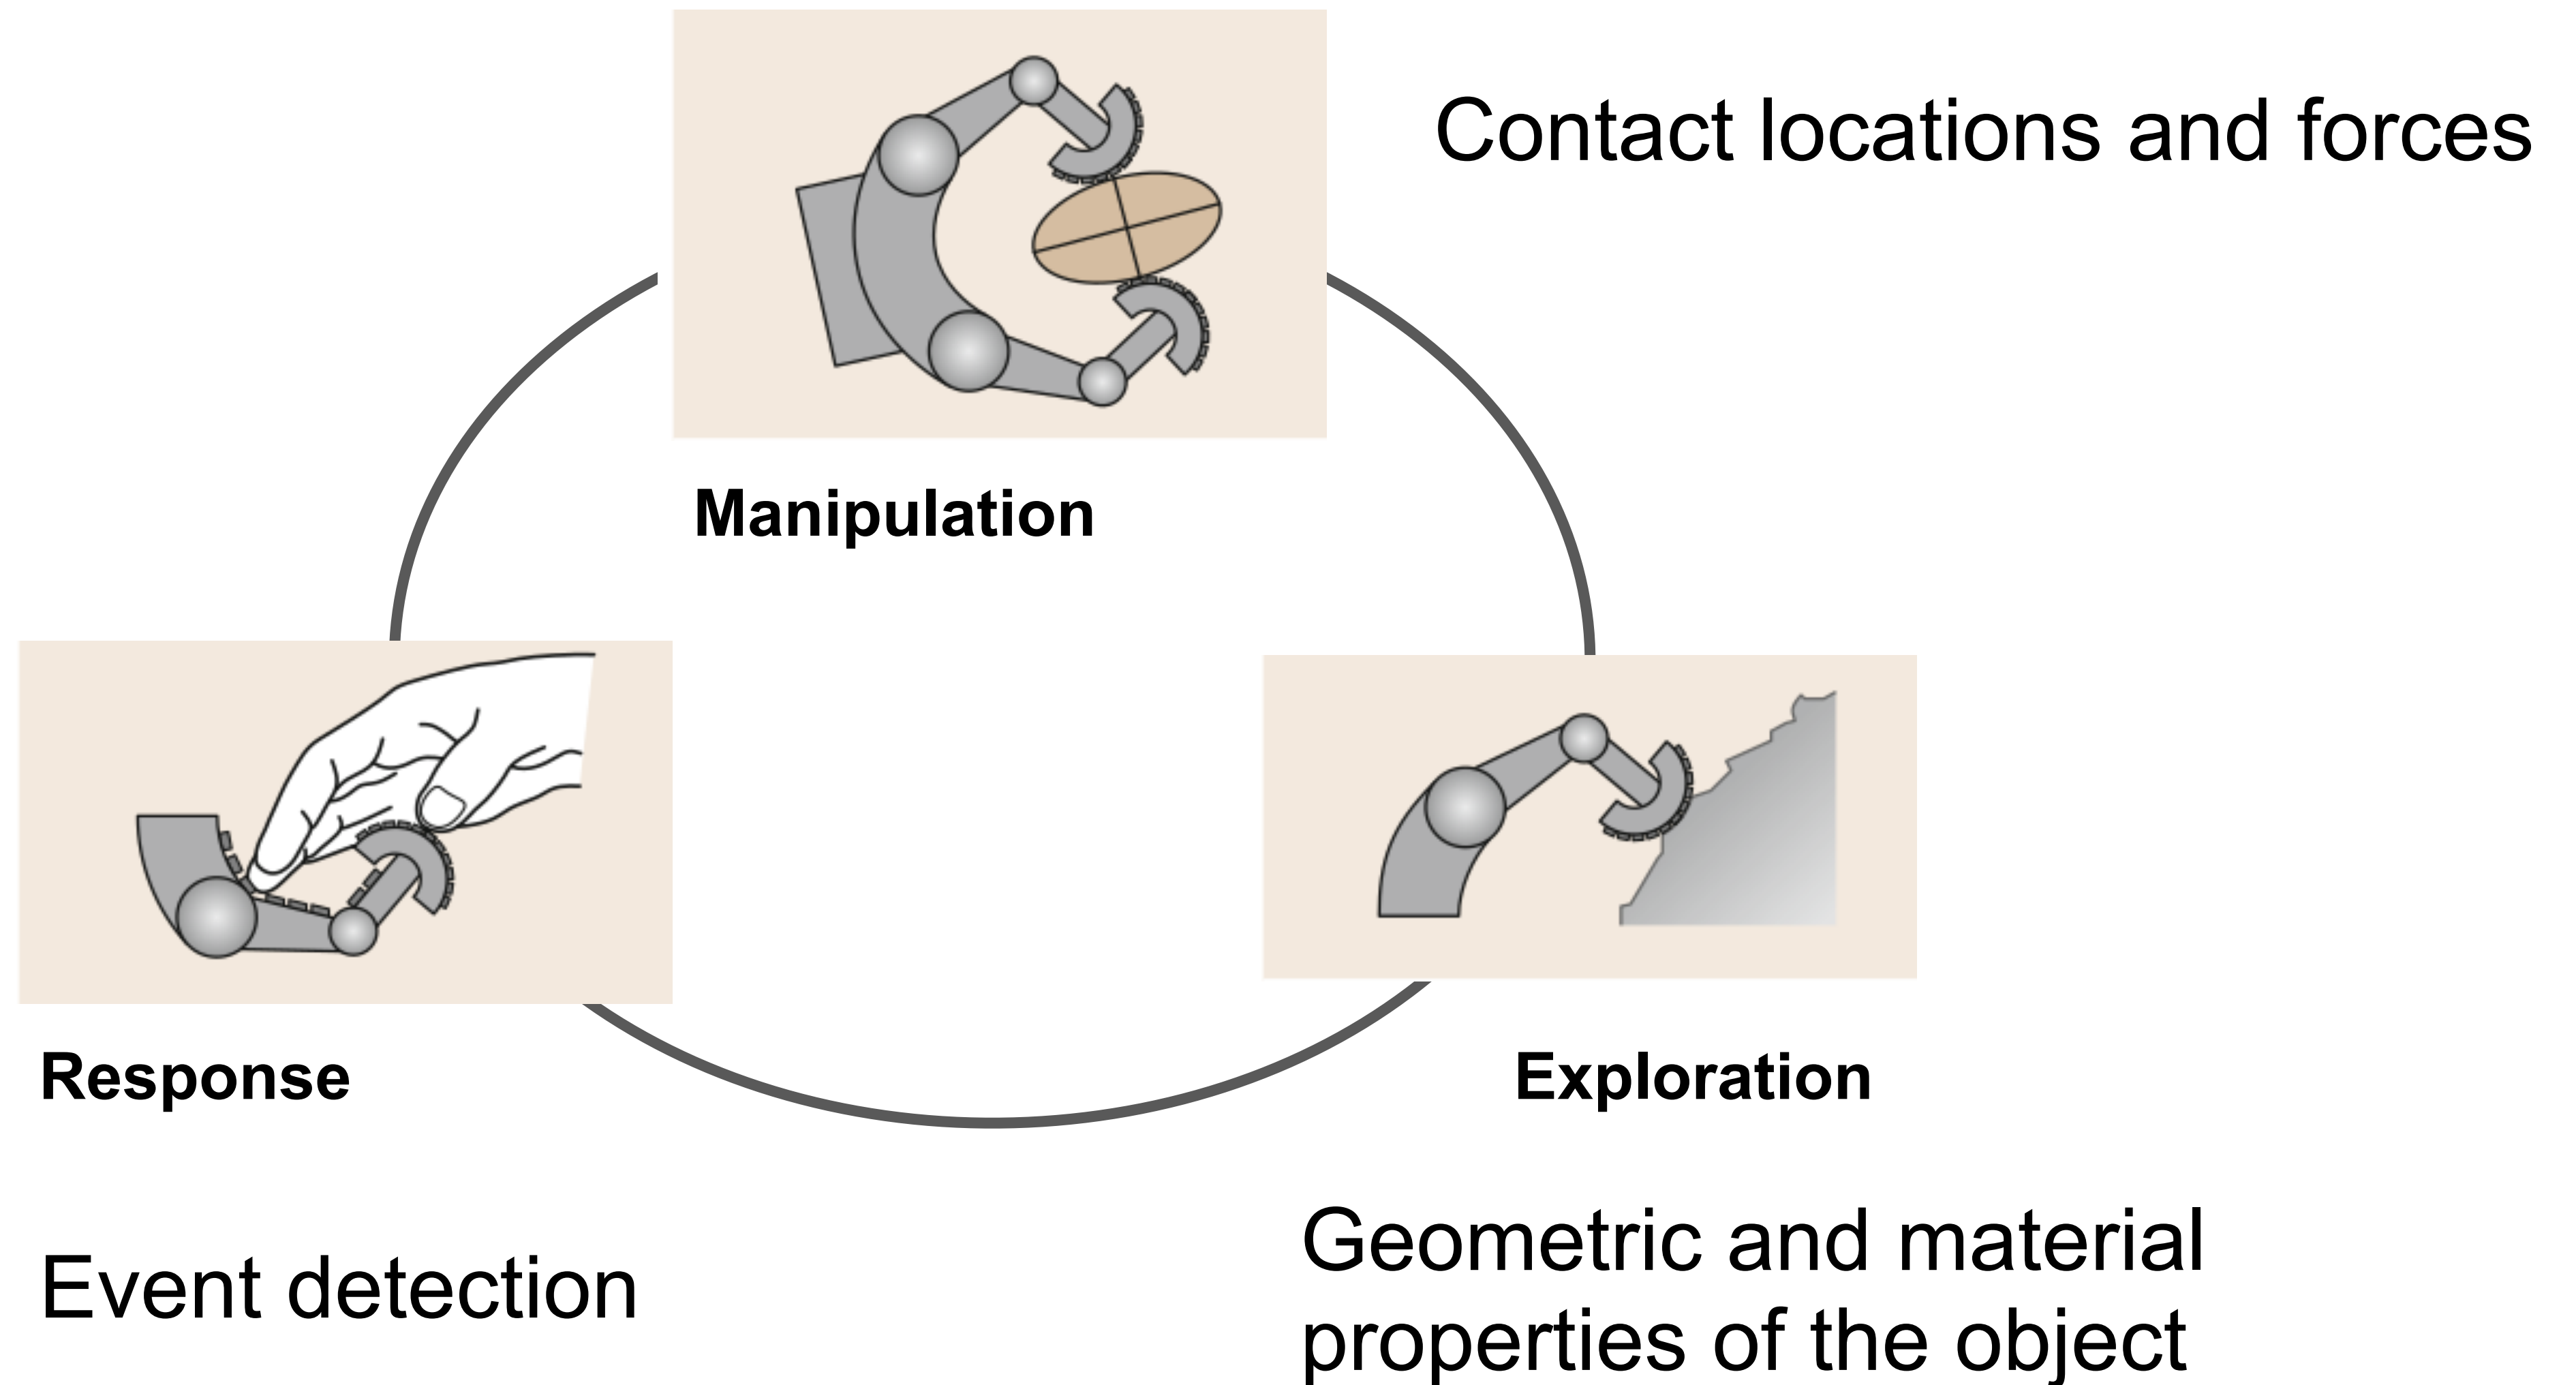 Contact locations and forces
Manipulation
Response
Exploration
Event detection
Geometric and material
properties of the object